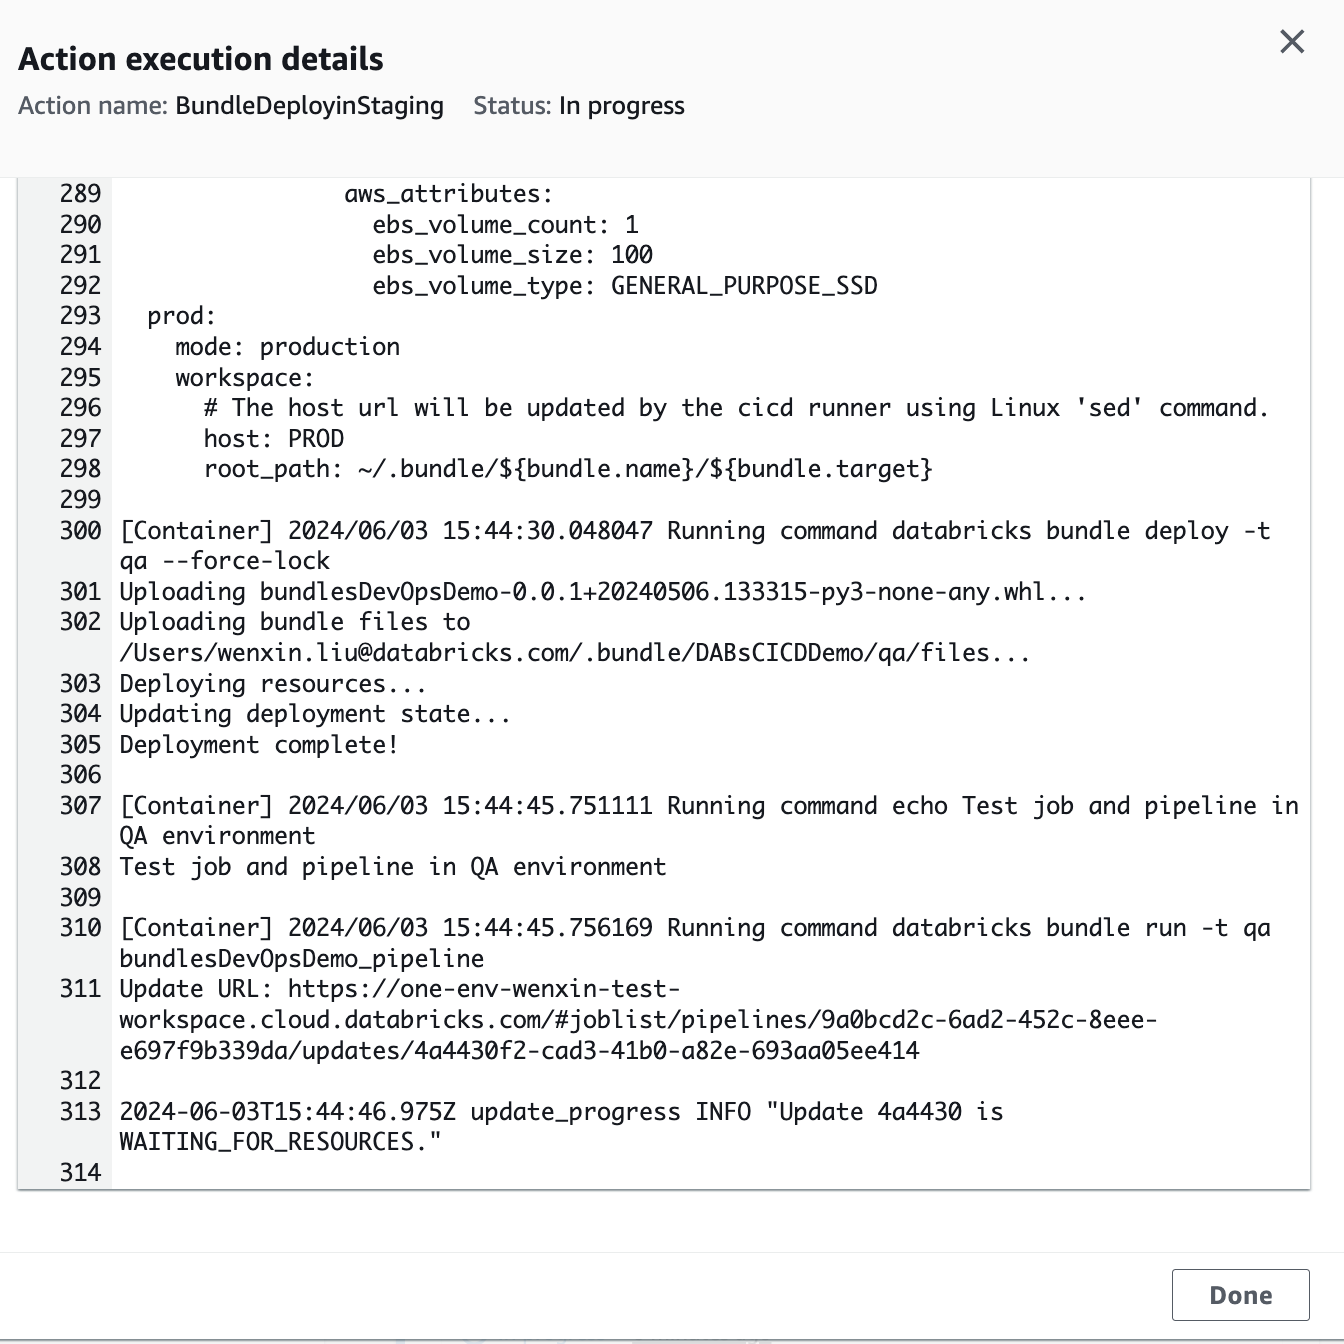 Action execution details
Action name: BundleDeployinStaging Status: In progress
289 aws_attributes:
290 ebs_volume_count: 1
291 ebs_volume_size: 100
292 ebs_volume_type: GENERAL_PURPOSE_SSD
293 prod:
294 mode: production
295 workspace:
296 # The host url will be updated by the cicd runner using Linux 'sed' command.
297 host: PROD
298 root_path: ~/.bundle/${bundle.name}/${bundle.target}
299
300 [Container] 2024/06/03 15:44:30.048047 Running command databricks bundle deploy -t
qa --force-lock
301 Uploading bundlesDevOpsDemo-0.0.1+20240506.133315-py3-none-any.whl...
302 Uploading bundle files to
/Users/wenxin.liu@databricks.com/.bundle/DABsCICDDemo/qa/files...
303 Deploying resources...
304 Updating deployment state...
305 Deployment complete!
306
307 [Container] 2024/06/03 15:44:45.751111 Running command echo Test job and pipeline in
QA environment
308 Test job and pipeline in QA environment
309
310 [Container] 2024/06/03 15:44:45.756169 Running command databricks bundle run -t qa
bundlesDevOpsDemo_pipeline
311 Update URL: https://one-env-wenxin-test-
workspace.cloud.databricks.com/#joblist/pipelines/9a0bcd2c-6ad2-452c-8eee-
e697f9b339da/updates/4a4430f2-cad3-41b0-a82e-693aa05ee414
312
313 2024-06-03T15:44:46.975Z update_progress INFO "Update 4a4430 is
WAITING_FOR_RESOURCES."
314
Done